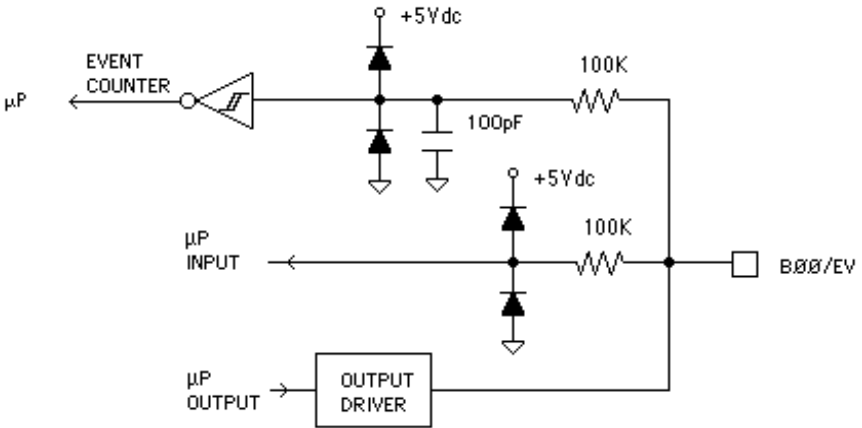 +5Vdc
EVENT
COUNTER
μP
100K
100pF
+5Vdc
100K
μP
INPUT
BØØ/EV
μP
OUTPUT
OUTPUT
DRIVER